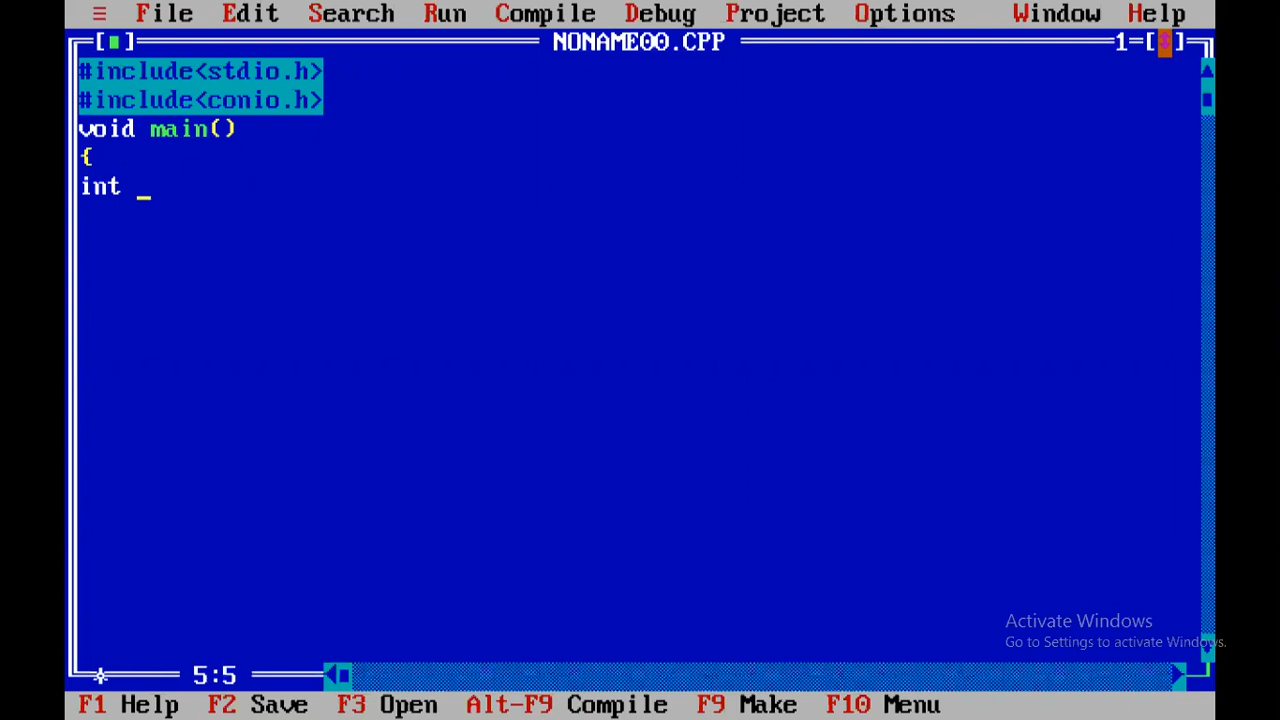 ≡ File Edit Search Run Compile Debug Project Options Window Help
[■] NONAME00.CPP 1=[↕]
#include<stdio.h>
#include<conio.h>
void main()
{
int _
Activate Windows
Go to Settings to activate Windows.
5:5
F1 Help F2 Save F3 Open Alt-F9 Compile F9 Make F10 Menu